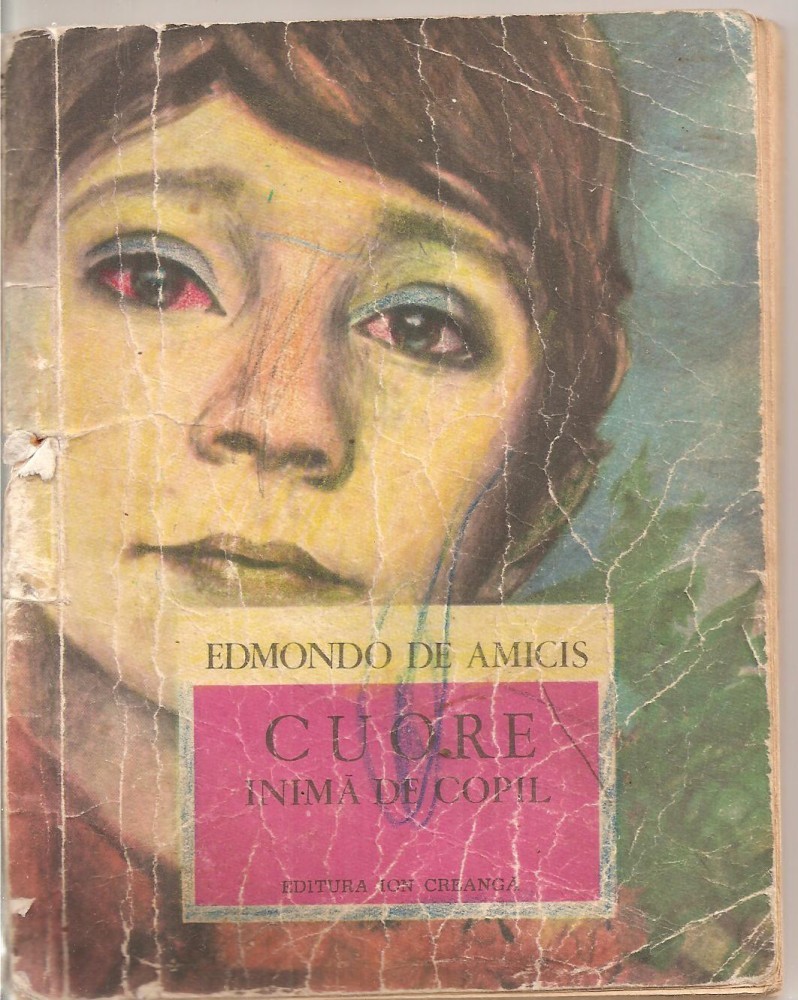 EDMONDO DE AMICIS
CUORE
INIMĂ DE COPIL
EDITURA ION CREANGĂ